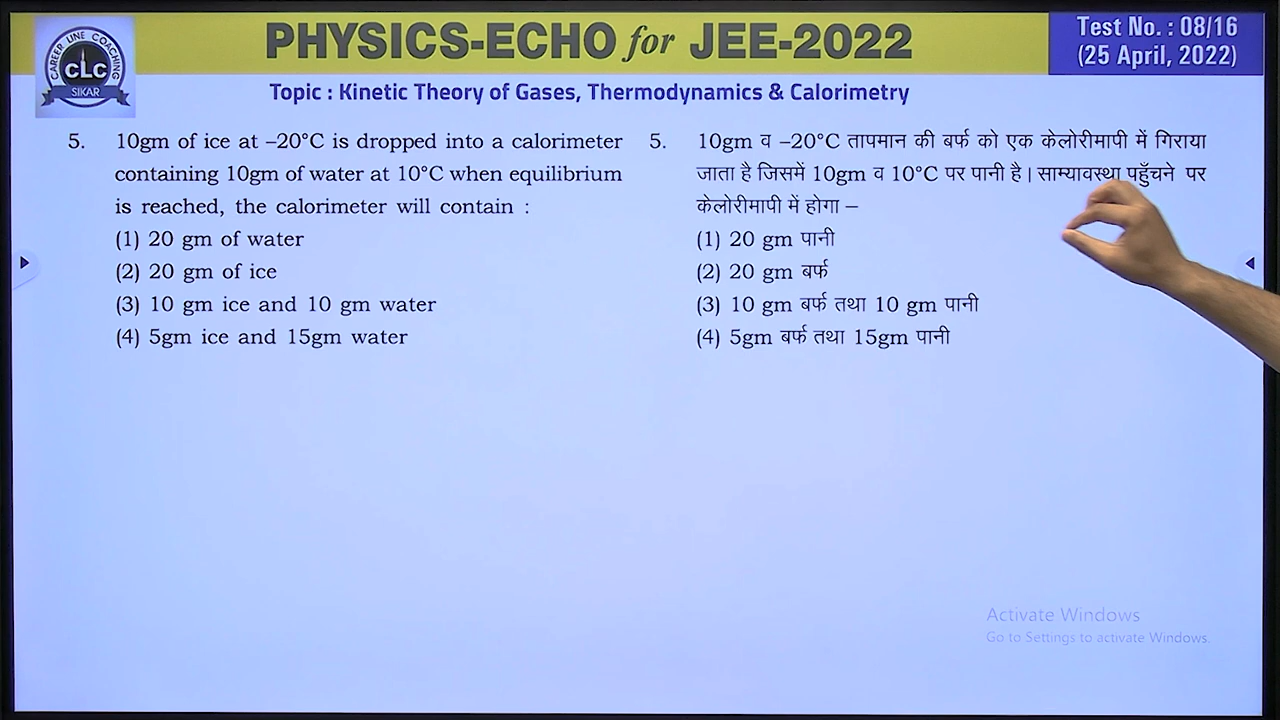 CAREER LINE COACHING
CLC
SIKAR
PHYSICS-ECHO for JEE-2022
Test No. : 08/16
(25 April, 2022)
Topic : Kinetic Theory of Gases, Thermodynamics & Calorimetry
5. 10gm of ice at –20°C is dropped into a calorimeter
containing 10gm of water at 10°C when equilibrium
is reached, the calorimeter will contain :
(1) 20 gm of water
(2) 20 gm of ice
(3) 10 gm ice and 10 gm water
(4) 5gm ice and 15gm water
5. 10gm व –20°C तापमान की बर्फ को एक केलोरीमापी में गिराया
जाता है जिसमें 10gm व 10°C पर पानी है। साम्यावस्था पहुँचने पर
केलोरीमापी में होगा –
(1) 20 gm पानी
(2) 20 gm बर्फ
(3) 10 gm बर्फ तथा 10 gm पानी
(4) 5gm बर्फ तथा 15gm पानी
Activate Windows
Go to Settings to activate Windows.